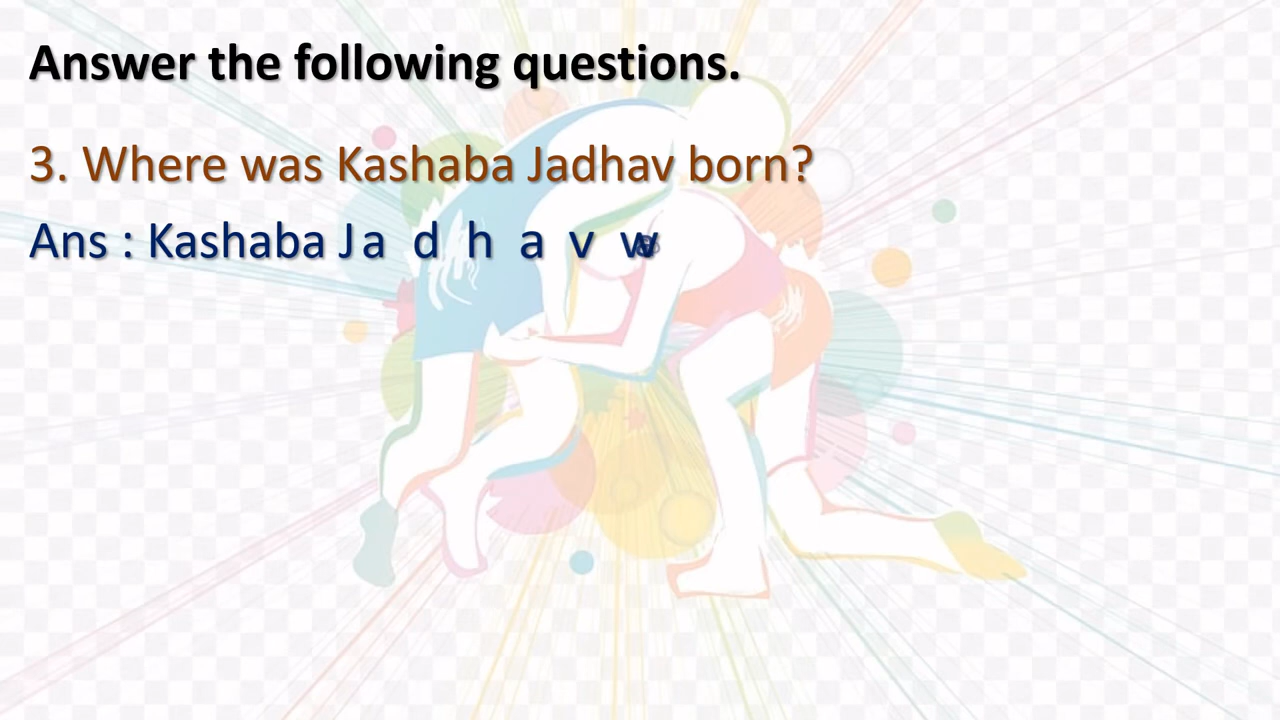 Answer the following questions.
3. Where was Kashaba Jadhav born?
Ans : Kashaba Jadhav